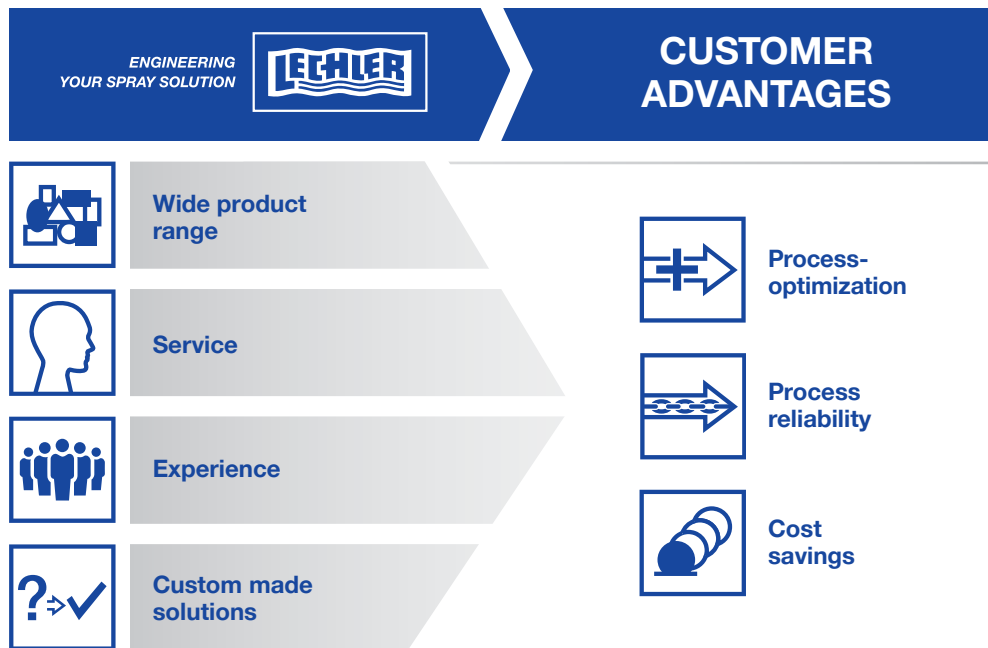 ENGINEERING
YOUR SPRAY SOLUTION
LECHLER
CUSTOMER
ADVANTAGES
Wide product
range
Service
Experience
Custom made
solutions
Process-
optimization
Process
reliability
Cost
savings